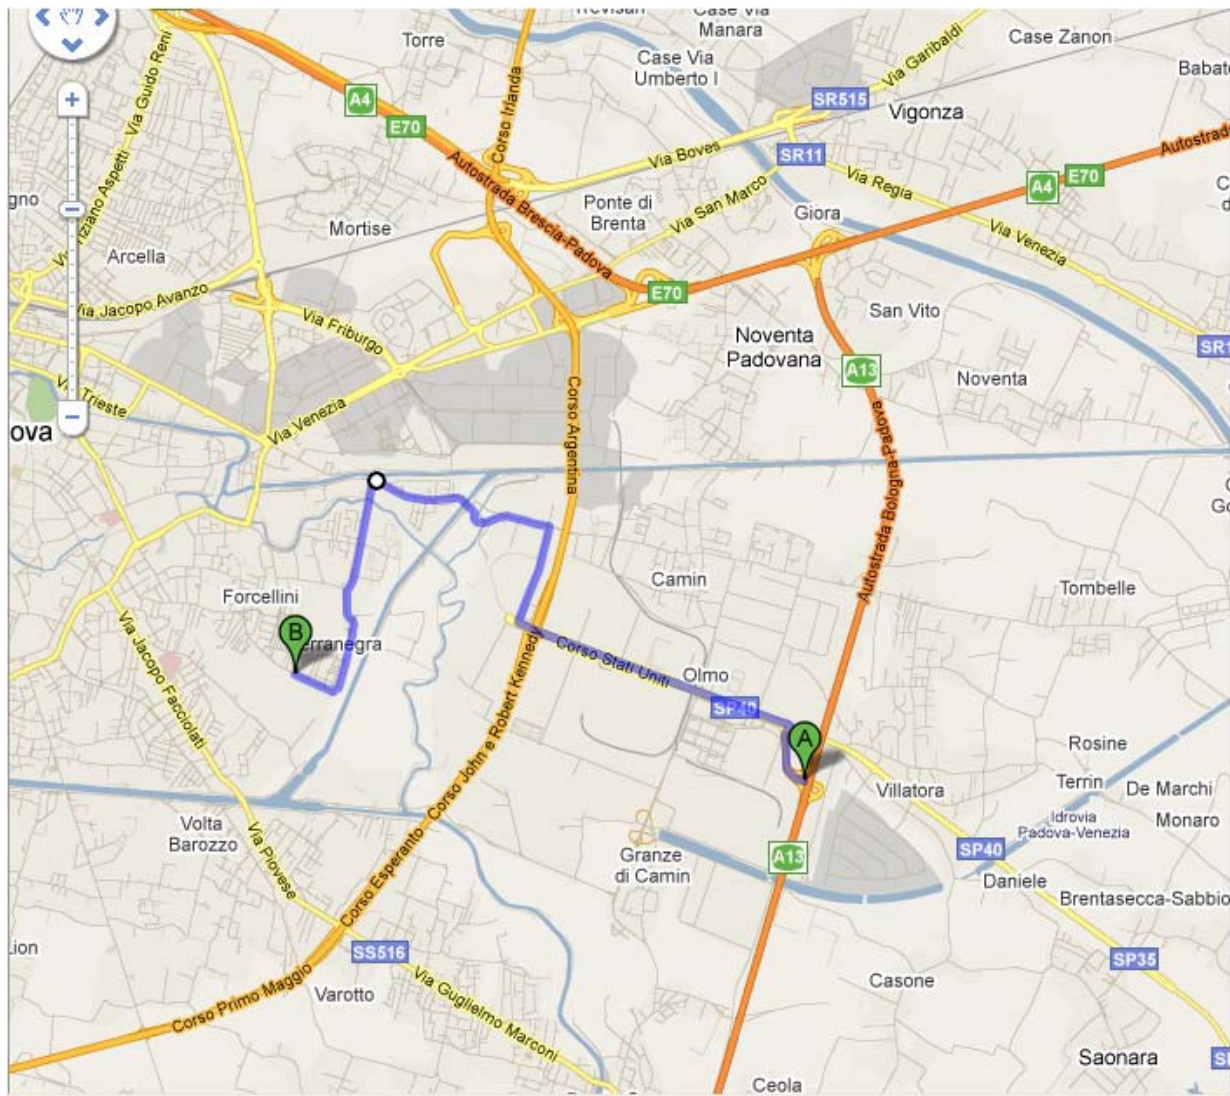 Case Via
Manara
Torre
Case Zanon
Case Via
Umberto I
Via Garibaldi
Via Guido Reni
Corso Irlanda
A4
SR515
Vigonza
E70
Via Boves
SR11
Autostrada Brescia-Padova
Via Regia
A4
E70
Via San Marco
Ponte di
Brenta
Giora
Mortise
Via Venezia
Arcella
Via Jacopo Avanzo
E70
San Vito
Via Friburgo
Noventa
Padovana
A13
Noventa
Via Trieste
Via Venezia
Corso Argentina
Autostrada Bologna-Padova
Camin
Tombelle
Forcellini
B
Corso Stati Uniti
Olmo
SP40
Via Jacopo Facciolati
A
Rosine
Terrin
De Marchi
Villatora
Idrovia
Padova-Venezia
Monaro
Corso John e Robert Kennedy
Volta
Barozzo
Via Piovese
SP40
Granze
di Camin
A13
Daniele
Corso Esperanto
SS516
SP35
Casone
Corso Primo Maggio
Varotto
Via Guglielmo Marconi
Saonara
Ceola